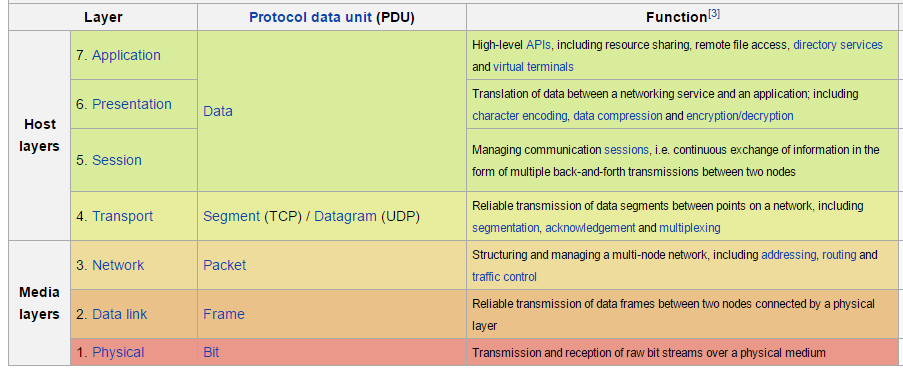 Layer Protocol data unit (PDU) Function[3]
Host layers
7. Application
Data
High-level APIs, including resource sharing, remote file access, directory services
and virtual terminals
6. Presentation
Translation of data between a networking service and an application; including
character encoding, data compression and encryption/decryption
5. Session
Managing communication sessions, i.e. continuous exchange of information in the
form of multiple back-and-forth transmissions between two nodes
4. Transport
Segment (TCP) / Datagram (UDP)
Reliable transmission of data segments between points on a network, including
segmentation, acknowledgement and multiplexing
Media layers
3. Network
Packet
Structuring and managing a multi-node network, including addressing, routing and
traffic control
2. Data link
Frame
Reliable transmission of data frames between two nodes connected by a physical
layer
1. Physical
Bit
Transmission and reception of raw bit streams over a physical medium